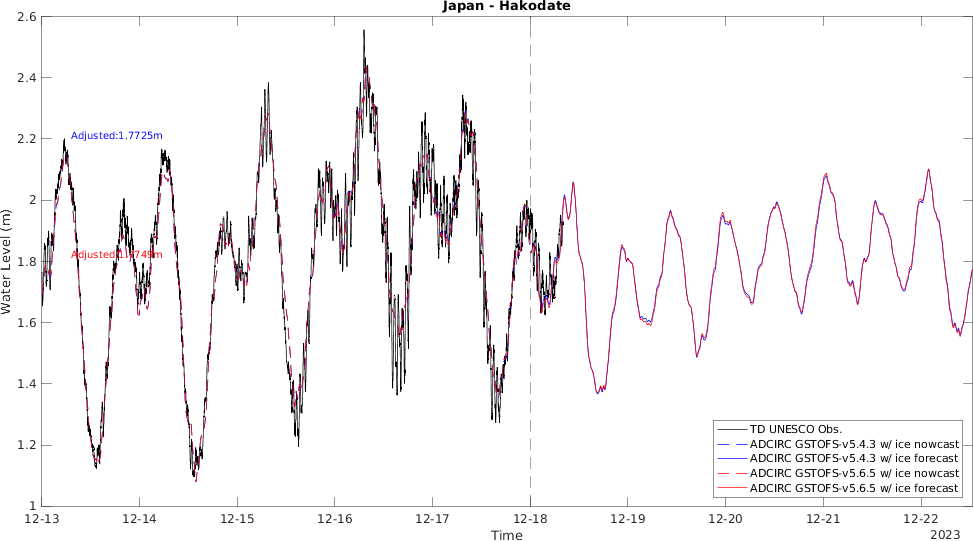 Japan - Hakodate
2.6
2.4
2.2
2
1.8
1.6
1.4
1.2
1
Water Level (m)
Adjusted:1.7725m
Adjusted:1.7749m
TD UNESCO Obs.
ADCIRC GSTOFS-v5.4.3 w/ ice nowcast
ADCIRC GSTOFS-v5.4.3 w/ ice forecast
ADCIRC GSTOFS-v5.6.5 w/ ice nowcast
ADCIRC GSTOFS-v5.6.5 w/ ice forecast
12-13 12-14 12-15 12-16 12-17 12-18 12-19 12-20 12-21 12-22
Time
2023